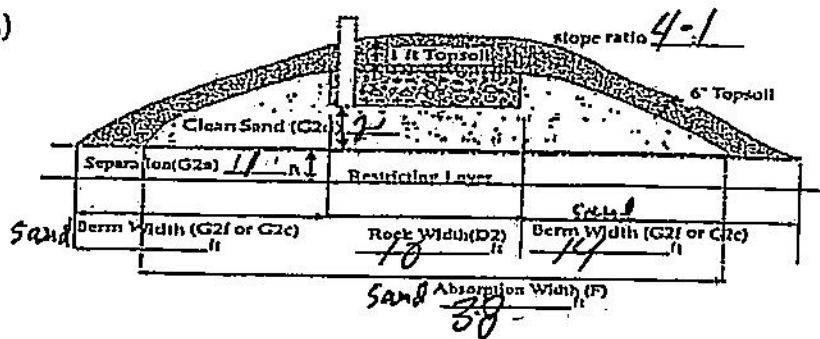 slope ratio 4-1
1 ft Topsoil
6" Topsoil
Clean Sand (G2c)
Separation(G2a) ft
Restricting Layer
Sand
Berm Width (G2f or G2c) ft
Rock Width(D2) 10 ft
Sand
Berm Width (G2f or G2c) 14 ft
Sand Absorption Width (F) 38 ft